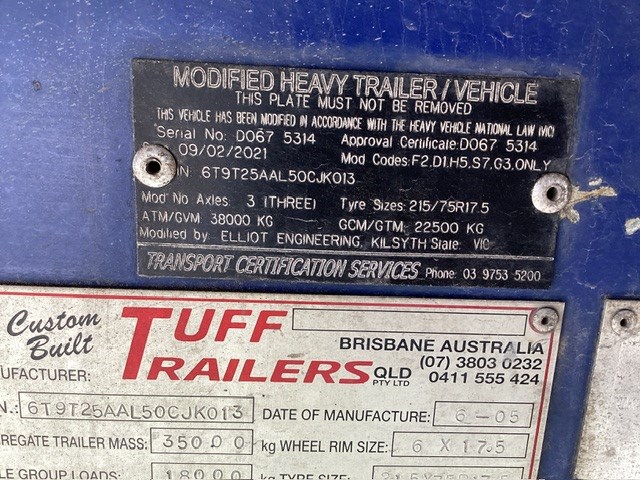 MODIFIED HEAVY TRAILER / VEHICLE
THIS PLATE MUST NOT BE REMOVED
THIS VEHICLE HAS BEEN MODIFIED IN ACCORDANCE WITH THE HEAVY VEHICLE NATIONAL LAW (VIC)
Serial No: D067 5314 Approval Certificate: D067 5314
09/02/2021 Mod Codes: F2,D1,H5,S7,G3,ONLY
N: 6T9T25AAL50CJK013
Mod No Axles: 3 (THREE) Tyre Sizes: 215/75R17.5
ATM/GVM: 38000 KG GCM/GTM: 22500 KG
Modified by: ELLIOT ENGINEERING, KILSYTH State: VIC
TRANSPORT CERTIFICATION SERVICES Phone: 03 9753 5200
Custom Built TUFF TRAILERS QLD PTY LTD
BRISBANE AUSTRALIA
(07) 3803 0232
0411 555 424
UFACTURER:
N.: 6T9T25AAL50CJK013 DATE OF MANUFACTURE: 6-05
REGATE TRAILER MASS: 35000 kg WHEEL RIM SIZE: 6 X 17.5
LE GROUP LOADS: 18000 kg TYRE SIZE: